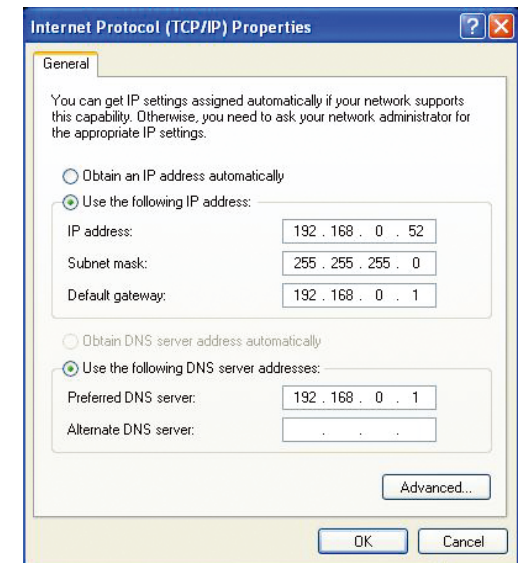 Internet Protocol (TCP/IP) Properties
General
You can get IP settings assigned automatically if your network supports
this capability. Otherwise, you need to ask your network administrator for
the appropriate IP settings.
Obtain an IP address automatically
Use the following IP address:
IP address: 192 . 168 . 0 . 52
Subnet mask: 255 . 255 . 255 . 0
Default gateway: 192 . 168 . 0 . 1
Obtain DNS server address automatically
Use the following DNS server addresses:
Preferred DNS server: 192 . 168 . 0 . 1
Alternate DNS server: . . .
Advanced...
OK Cancel